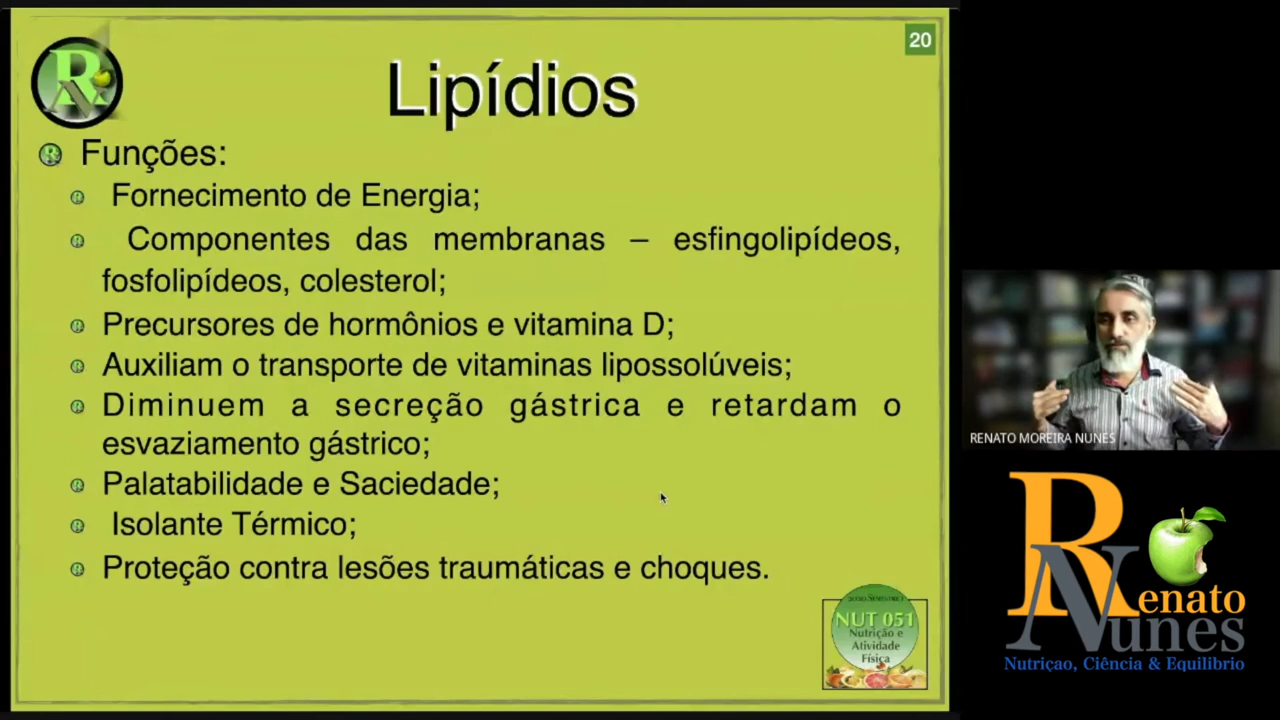 20
Lipídios
Funções:
Fornecimento de Energia;
Componentes das membranas – esfingolipídeos,
fosfolipídeos, colesterol;
Precursores de hormônios e vitamina D;
Auxiliam o transporte de vitaminas lipossolúveis;
Diminuem a secreção gástrica e retardam o
esvaziamento gástrico;
Palatabilidade e Saciedade;
Isolante Térmico;
Proteção contra lesões traumáticas e choques.
NUT 051
Nutrição e
Atividade
Física
RENATO MOREIRA NUNES
Renato
Nunes
Nutriçao, Ciência & Equilibrio